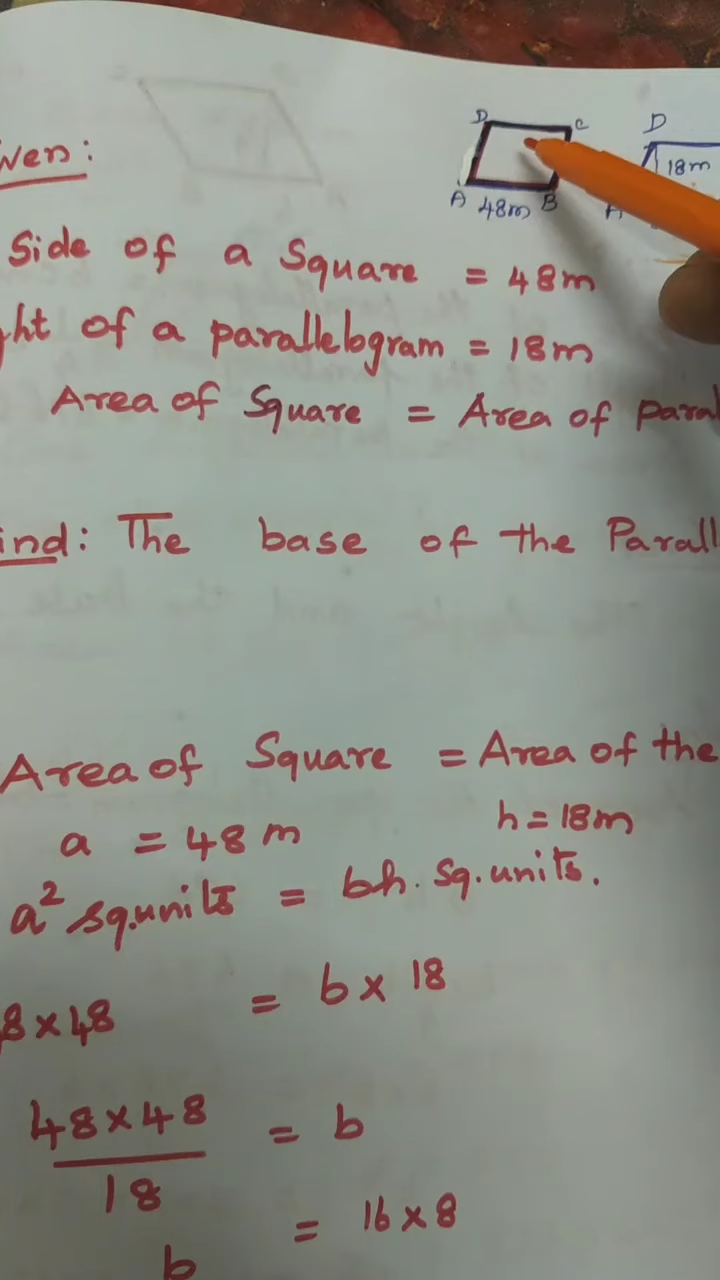 D C D
18m
A 48m B A
ven:
Side of a Square = 48m
ght of a parallelogram = 18m
Area of Square = Area of paral
ind: The base of the Parall
Area of Square = Area of the
a = 48 m h = 18m
a² sq.units = bh. sq.units.
8 x 48 = b x 18
48 x 48 = b
18
= 16 x 8
b